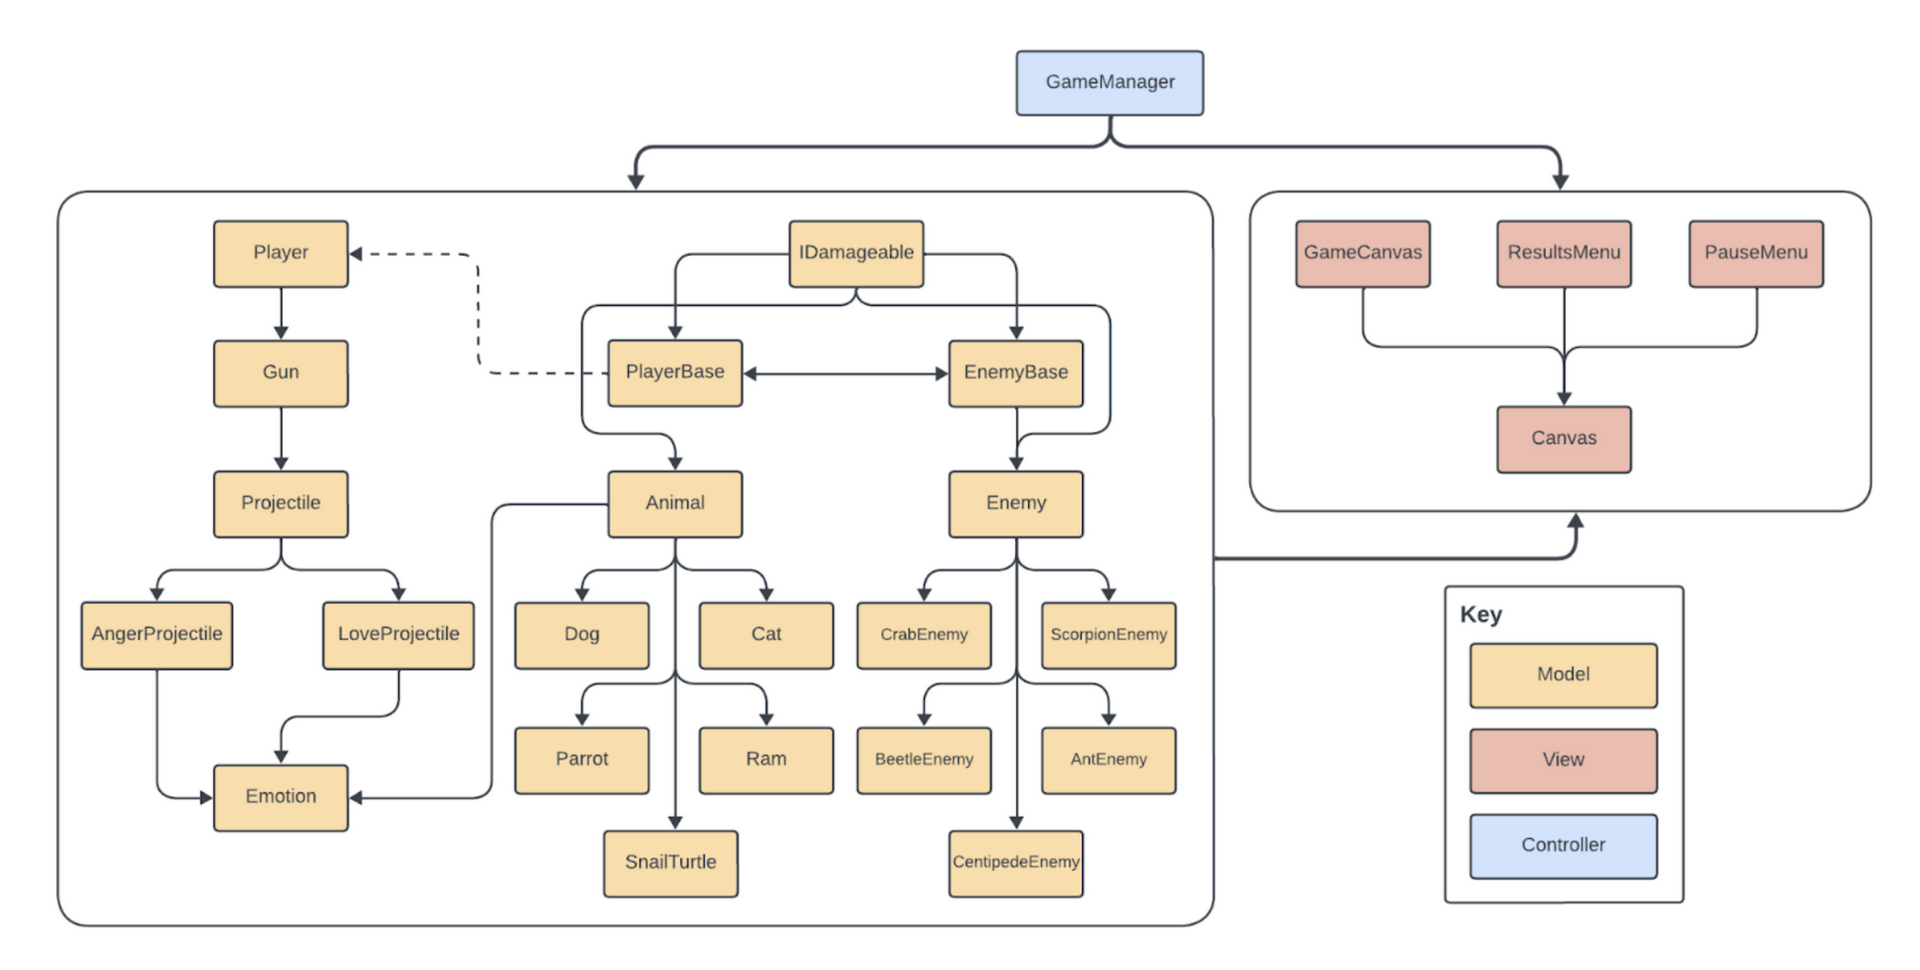 GameManager
Player
IDamageable
GameCanvas
ResultsMenu
PauseMenu
Gun
PlayerBase
EnemyBase
Canvas
Projectile
Animal
Enemy
AngerProjectile
LoveProjectile
Dog
Cat
CrabEnemy
ScorpionEnemy
Parrot
Ram
BeetleEnemy
AntEnemy
Emotion
SnailTurtle
CentipedeEnemy
Key
Model
View
Controller